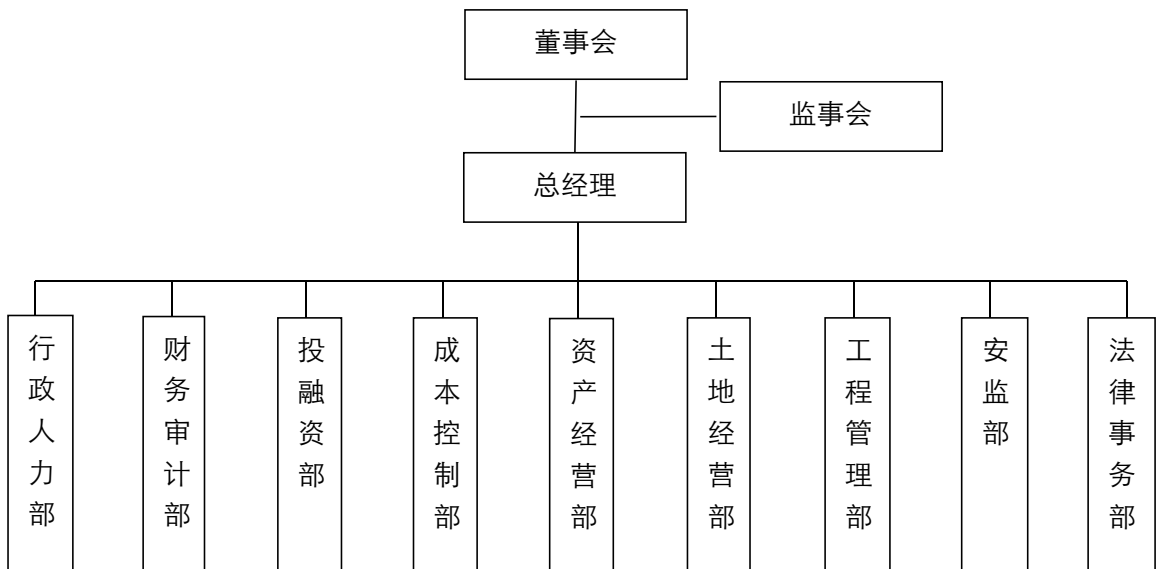 董事会
监事会
总经理
行政人力部
财务审计部
投融资部
成本控制部
资产经营部
土地经营部
工程管理部
安监部
法律事务部